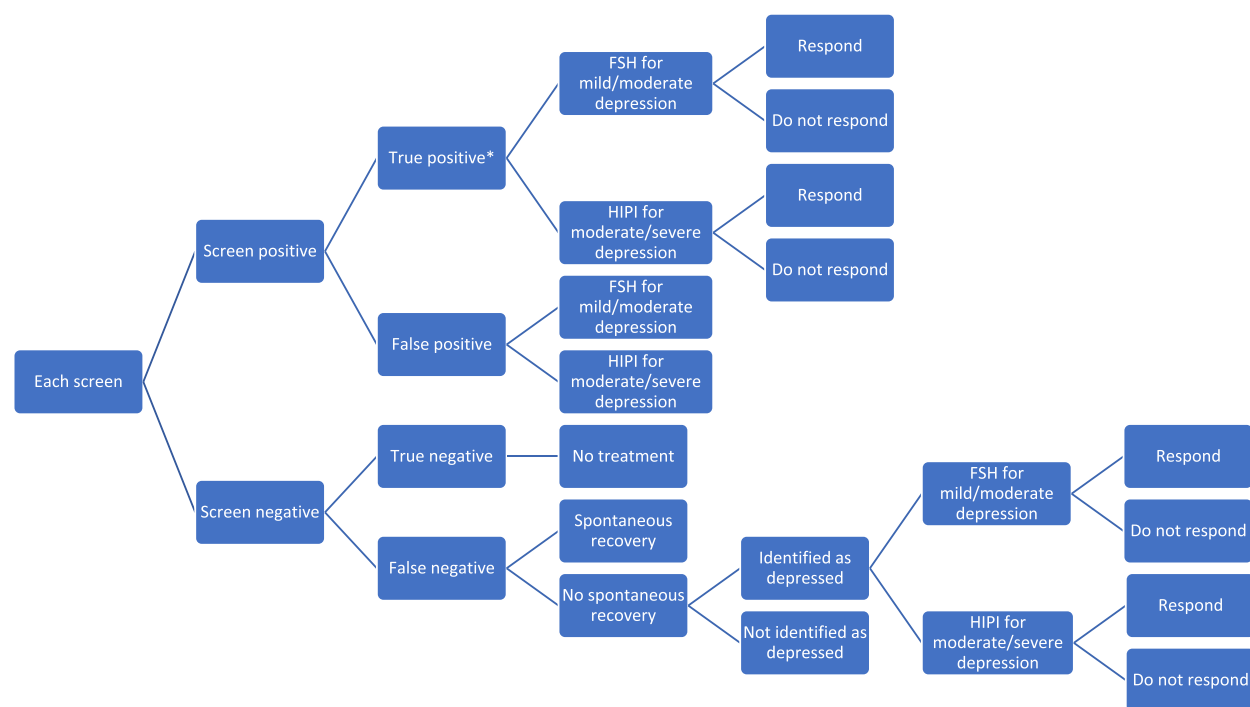 Each screen
Screen positive
True positive*
FSH for
mild/moderate
depression
Respond
Do not respond
HIPI for
moderate/severe
depression
Respond
Do not respond
False positive
FSH for
mild/moderate
depression
HIPI for
moderate/severe
depression
Screen negative
True negative
No treatment
False negative
Spontaneous
recovery
No spontaneous
recovery
Identified as
depressed
FSH for
mild/moderate
depression
Respond
Do not respond
HIPI for
moderate/severe
depression
Respond
Do not respond
Not identified as
depressed